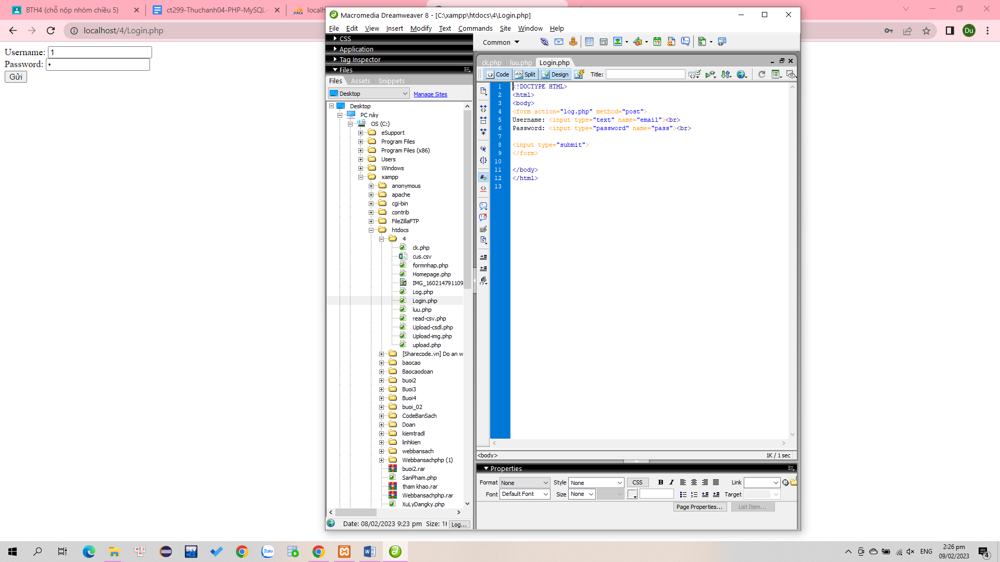 BTH4 (chỗ nộp nhóm chiều 5)
ct299-Thuchanh04-PHP-MySQL-
localh
localhost/4/Login.php
Du
Username: 1
Password: •
Gửi
Macromedia Dreamweaver 8 - [C:\xampp\htdocs\4\Login.php]
File Edit View Insert Modify Text Commands Site Window Help
CSS
Application
Tag Inspector
Files
Files Assets Snippets
Desktop Manage Sites
Desktop
PC này
OS (C:)
eSupport
Program Files
Program Files (x86)
Users
Windows
xampp
anonymous
apache
cgi-bin
contrib
FileZillaFTP
htdocs
4
ck.php
cus.csv
formnhap.php
Homepage.php
IMG_160214791109
Log.php
Login.php
luu.php
read-csv.php
Upload-csdl.php
Upload-img.php
upload.php
[Sharecode.vn] Do an w
baocao
Baocaodoan
buoi2
Buoi3
Buoi4
buoi_02
CodeBanSach
Doan
kiemtradl
linhkien
webbansach
Webbansachphp (1)
buoi2.rar
SanPham.php
tham khao.rar
Webbansachphp.rar
XuLyDangky.php
Date: 08/02/2023 9:23 pm Size: 1K Log...
Common
ck.php luu.php Login.php
Code Split Design Title:
1 <!DOCTYPE HTML>
2 <html>
3 <body>
4 <form action="log.php" method="post">
5 Username: <input type="text" name="email"><br>
6 Password: <input type="password" name="pass"><br>
7
8 <input type="submit">
9 </form>
10
11 </body>
12 </html>
13
<body> 1K / 1 sec
Properties
Format None Style None CSS B I Link
Font Default Font Size None Target
Page Properties... List Item...
PMA
DEV
Zalo
W
ENG
2:26 pm
09/02/2023
4